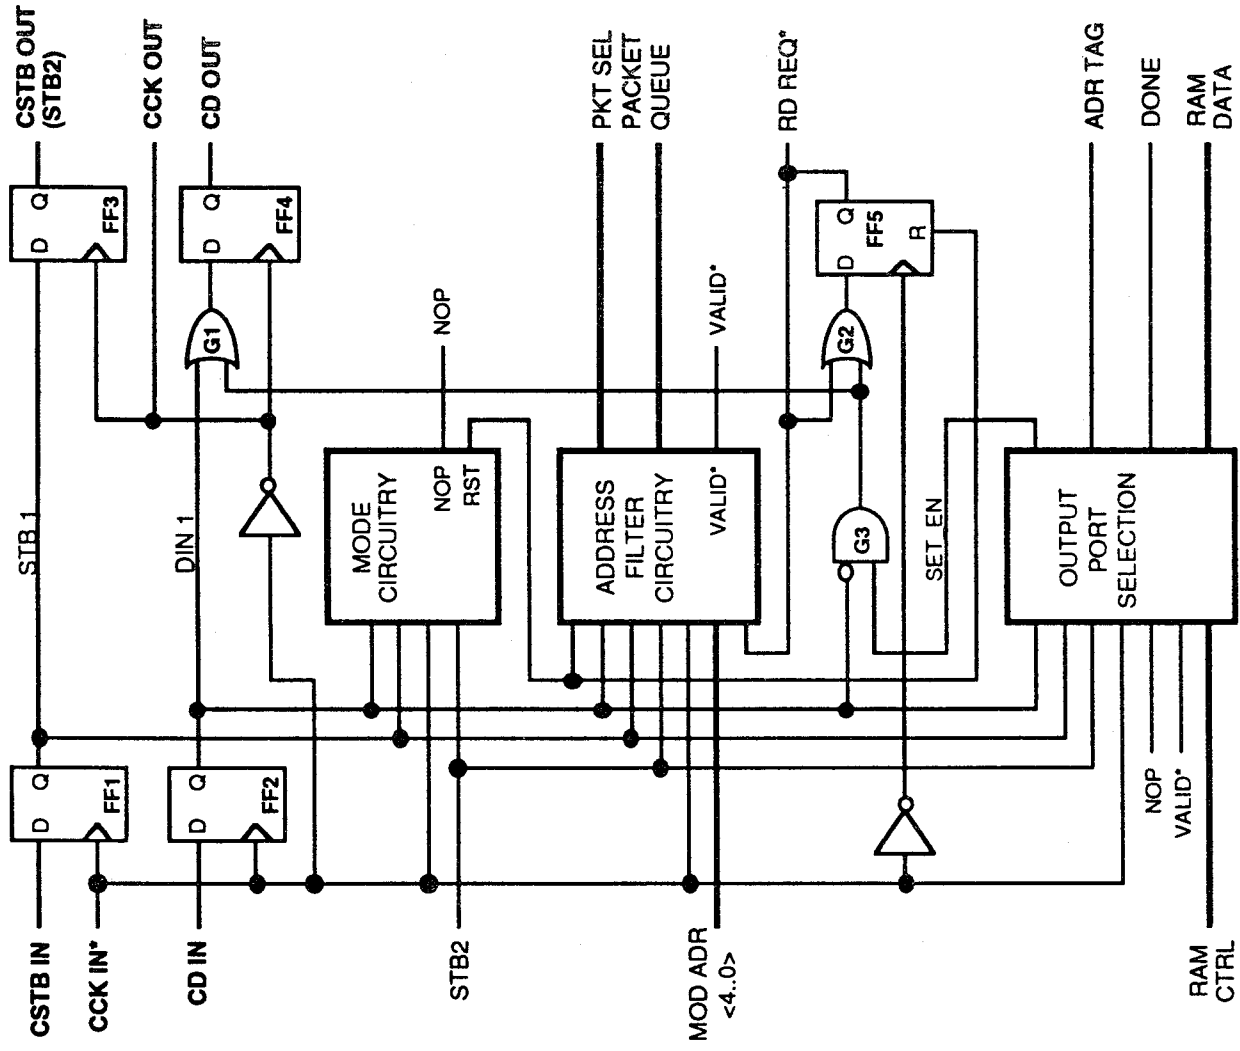 CSTB OUT
(STB2)
CCK OUT
CD OUT
PKT SEL
PACKET
QUEUE
RD REQ*
ADR TAG
DONE
RAM
DATA
D Q
FF3
D Q
FF4
D Q
FF5
R
G1
G2
NOP
VALID*
STB 1
DIN 1
MODE
CIRCUITRY
NOP
RST
ADDRESS
FILTER
CIRCUITRY
VALID*
G3
SET_EN
OUTPUT
PORT
SELECTION
D Q
FF1
D Q
FF2
NOP
VALID*
CSTB IN
CCK IN*
CD IN
STB2
MOD ADR
<4..0>
RAM
CTRL